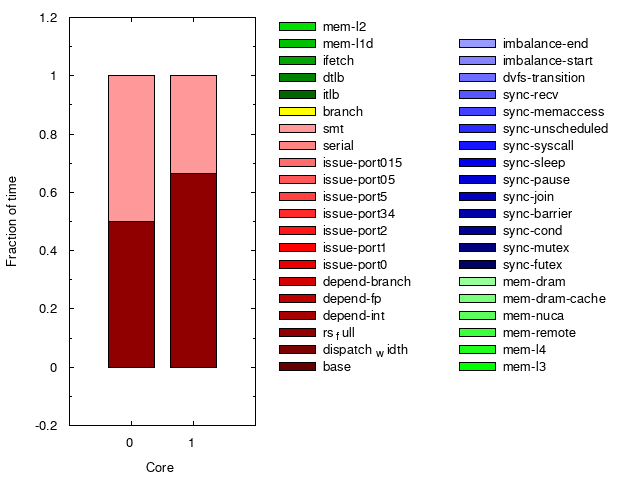 1.2
1
0.8
0.6
0.4
0.2
0
-0.2
Fraction of time
0 1
Core
mem-l2
mem-l1d
ifetch
dtlb
itlb
branch
smt
serial
issue-port015
issue-port05
issue-port5
issue-port34
issue-port2
issue-port1
issue-port0
depend-branch
depend-fp
depend-int
rs f ull
dispatch w idth
base
imbalance-end
imbalance-start
dvfs-transition
sync-recv
sync-memaccess
sync-unscheduled
sync-syscall
sync-sleep
sync-pause
sync-join
sync-barrier
sync-cond
sync-mutex
sync-futex
mem-dram
mem-dram-cache
mem-nuca
mem-remote
mem-l4
mem-l3